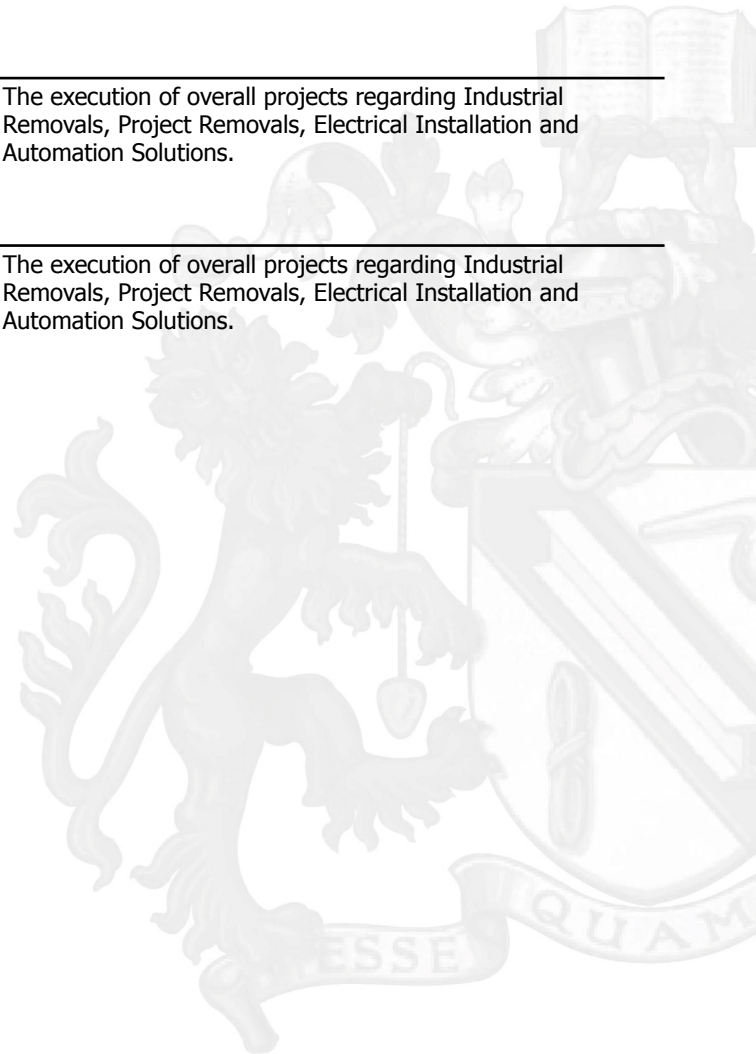 The execution of overall projects regarding Industrial
Removals, Project Removals, Electrical Installation and
Automation Solutions.
The execution of overall projects regarding Industrial
Removals, Project Removals, Electrical Installation and
Automation Solutions.
ESSE QUAM